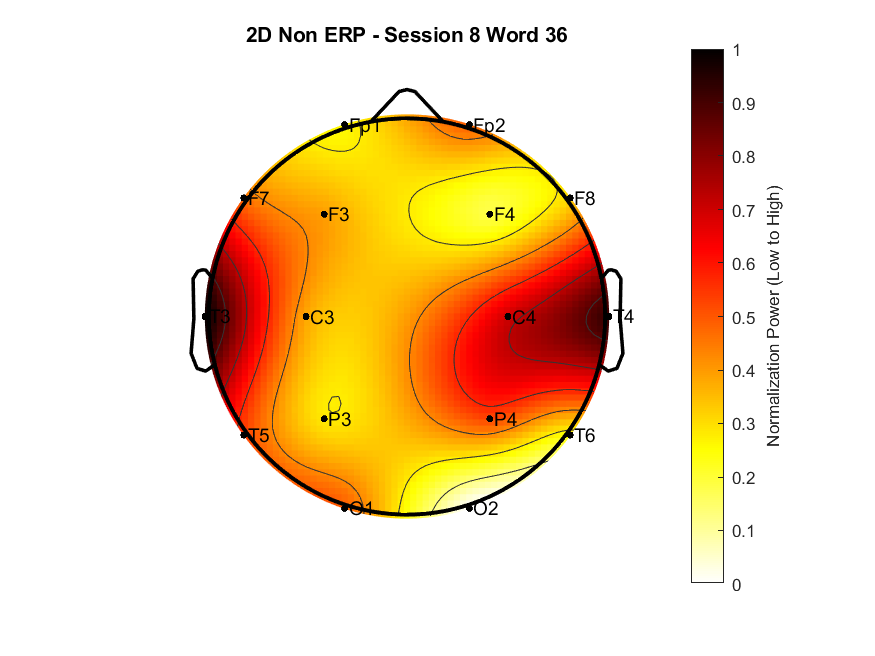 2D Non ERP - Session 8 Word 36
Fp1
Fp2
F7
F3
F4
F8
T3
C3
C4
T4
T5
P3
P4
T6
O1
O2
1
0.9
0.8
0.7
0.6
0.5
0.4
0.3
0.2
0.1
0
Normalization Power (Low to High)